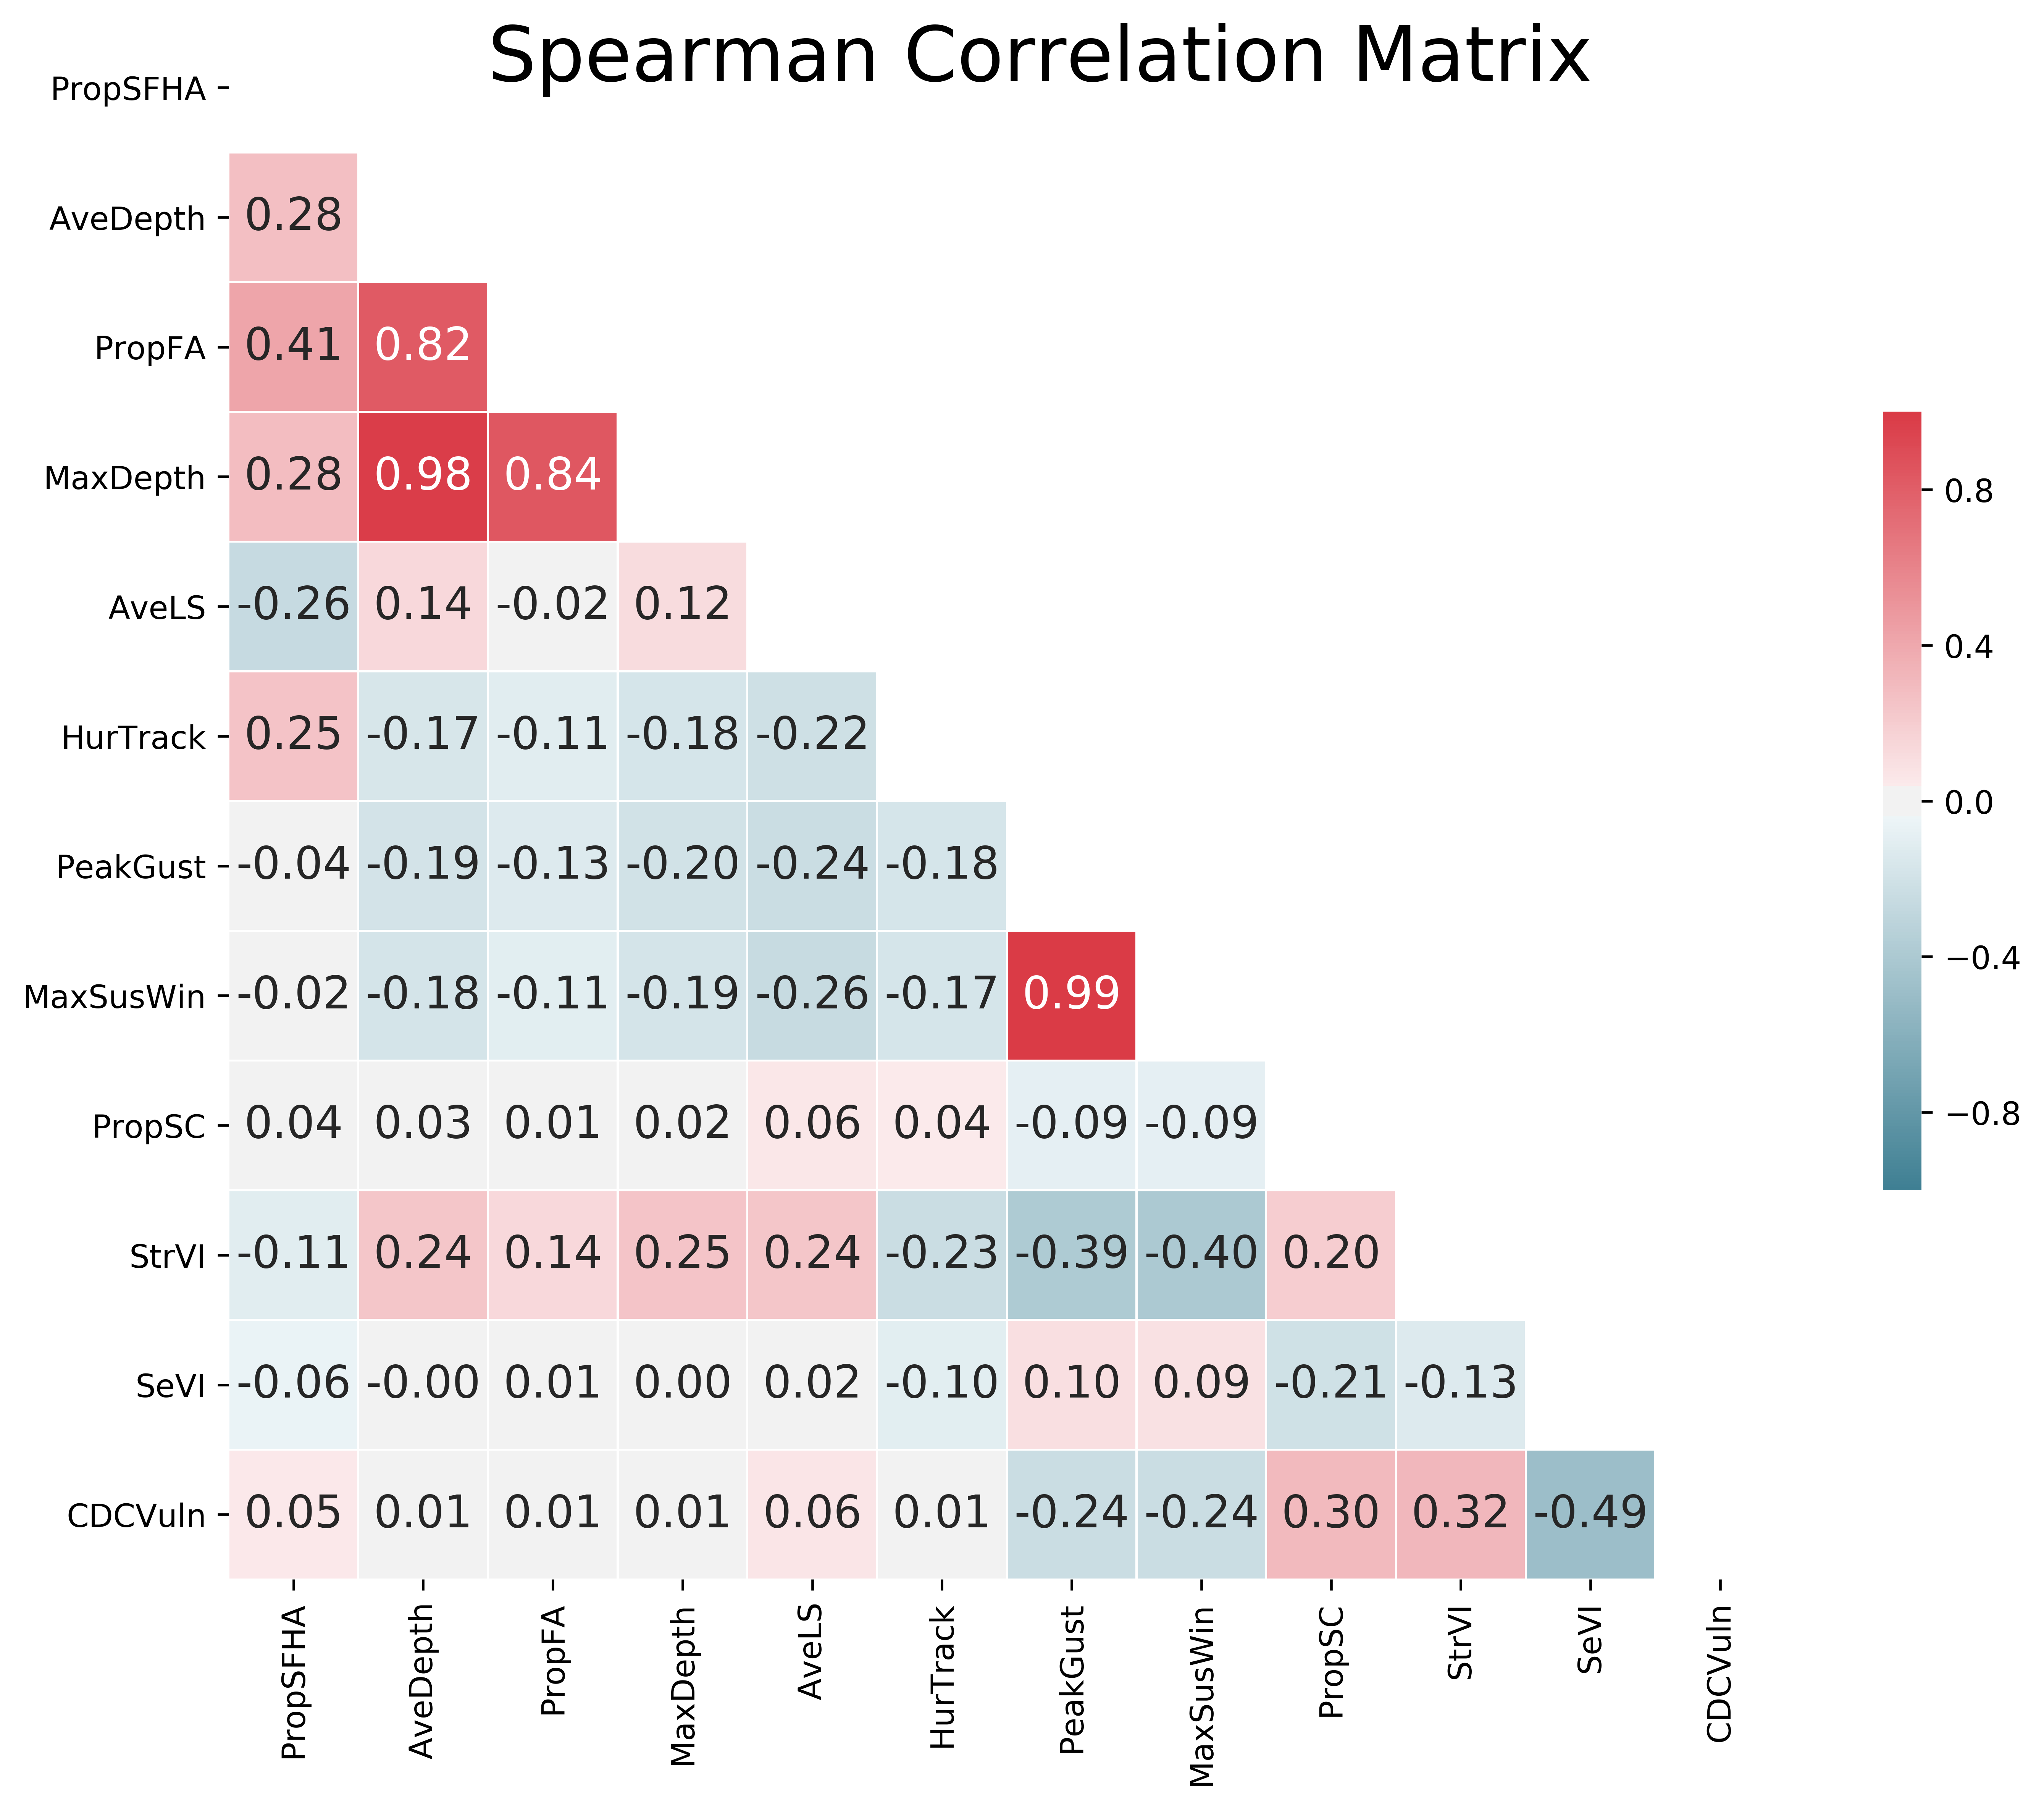 Spearman Correlation Matrix
PropSFHA
AveDepth 0.28
PropFA 0.41 0.82
MaxDepth 0.28 0.98 0.84
AveLS -0.26 0.14 -0.02 0.12
HurTrack 0.25 -0.17 -0.11 -0.18 -0.22
PeakGust -0.04 -0.19 -0.13 -0.20 -0.24 -0.18
MaxSusWin -0.02 -0.18 -0.11 -0.19 -0.26 -0.17 0.99
PropSC 0.04 0.03 0.01 0.02 0.06 0.04 -0.09 -0.09
StrVI -0.11 0.24 0.14 0.25 0.24 -0.23 -0.39 -0.40 0.20
SeVI -0.06 -0.00 0.01 0.00 0.02 -0.10 0.10 0.09 -0.21 -0.13
CDCVuln 0.05 0.01 0.01 0.01 0.06 0.01 -0.24 -0.24 0.30 0.32 -0.49
PropSFHA AveDepth PropFA MaxDepth AveLS HurTrack PeakGust MaxSusWin PropSC StrVI SeVI CDCVuln
0.8
0.4
0.0
−0.4
−0.8